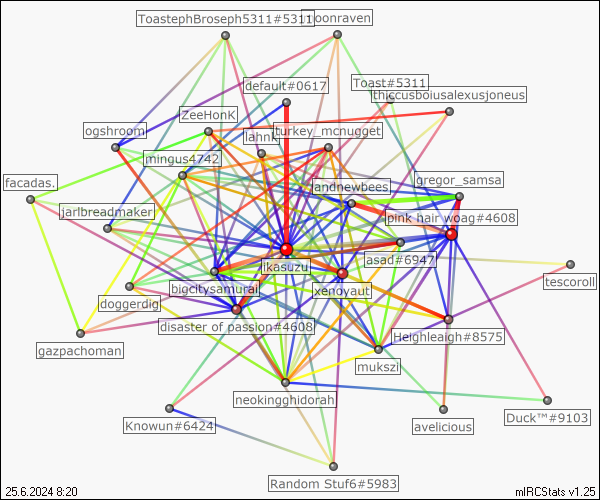 ToastephBroseph5311#5311
moonraven
default#0617
Toast#5311
thiccusboiusalexusjoneus
ZeeHonK
turkey_mcnugget
ogshroom
lahnk
mingus4742
facadas.
landnewbees
gregor_samsa
jarlbreadmaker
pink hair woag#4608
asad#6947
ikasuzu
tescoroll
bigcitysamurai
xenoyaut
doggerdig
disaster of passion#4608
Heighleaigh#8575
gazpachoman
mukszi
neokingghidorah
Knowun#6424
avelicious
Duck™#9103
Random Stuf6#5983
25.6.2024 8:20
mIRCStats v1.25